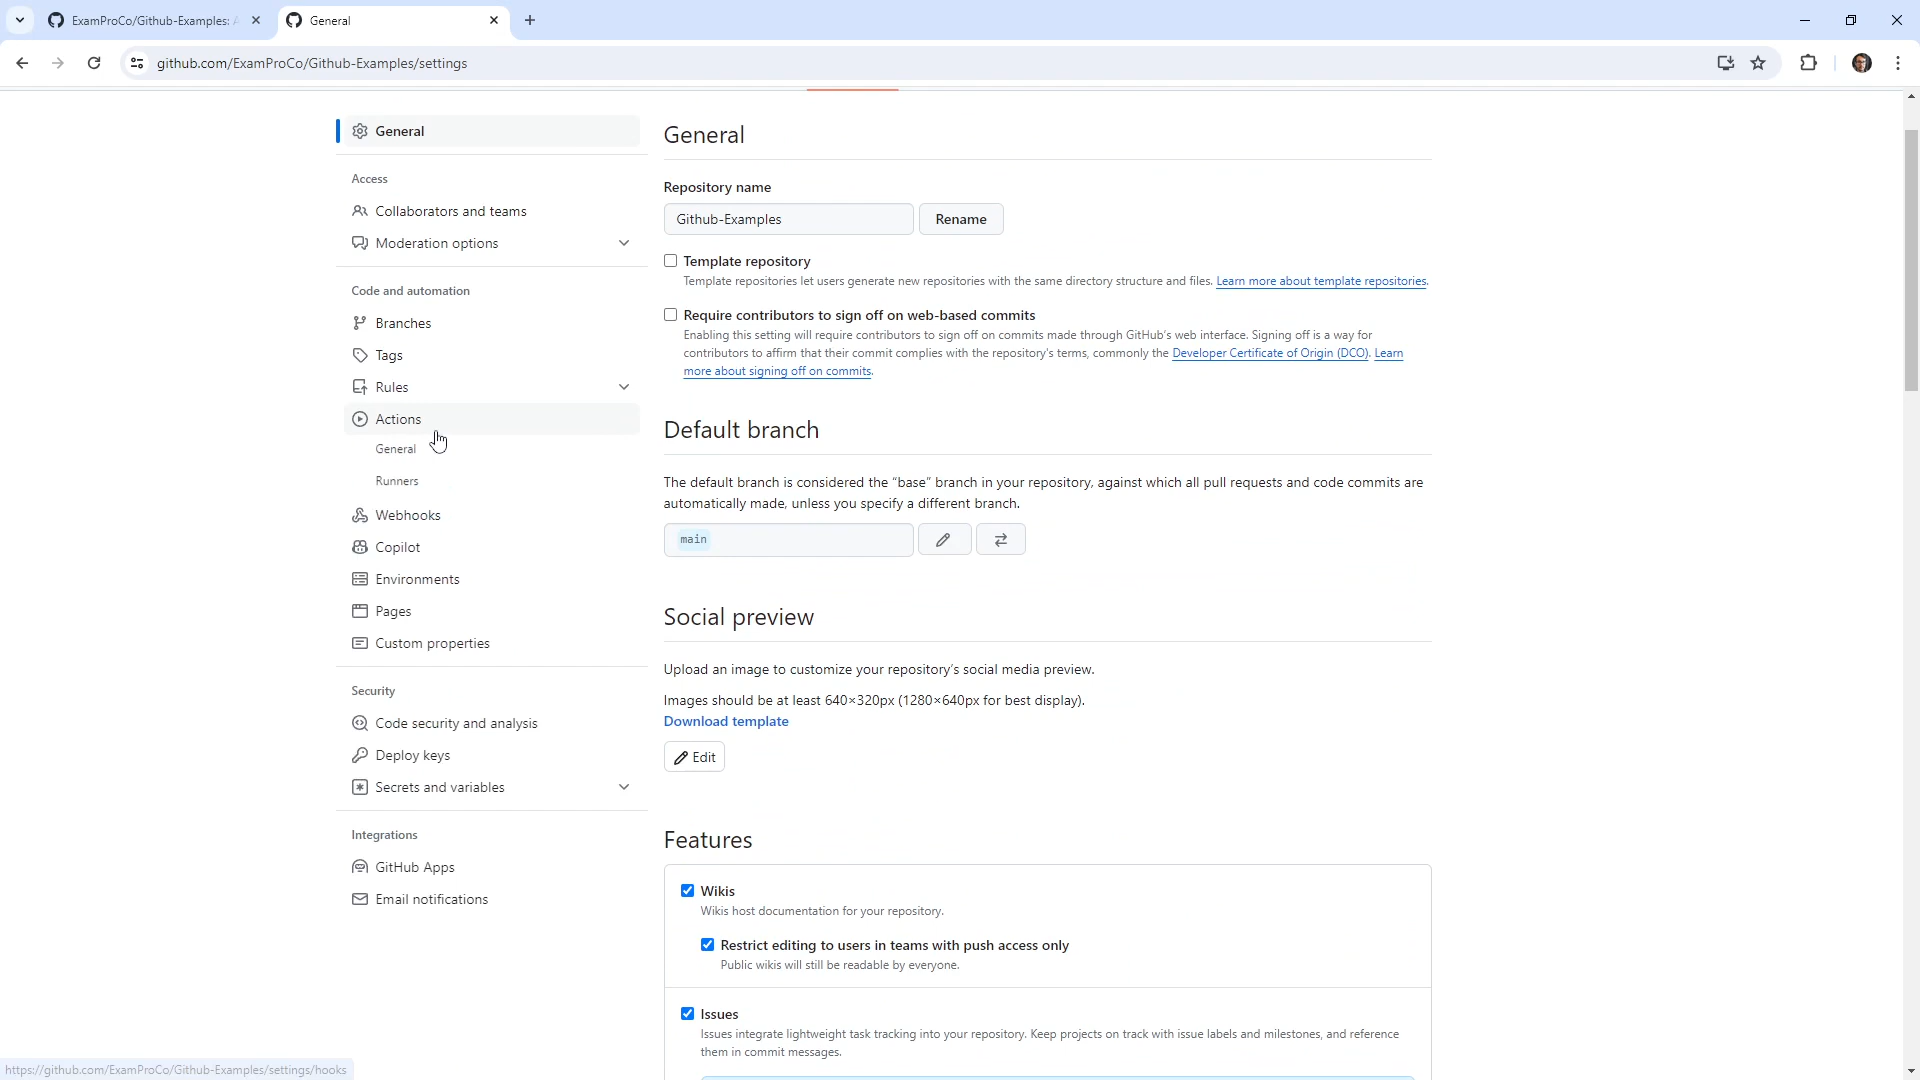 ExamProCo/Github-Examples:
General
github.com/ExamProCo/Github-Examples/settings
General
Access
Collaborators and teams
Moderation options
Code and automation
Branches
Tags
Rules
Actions
General
Runners
Webhooks
Copilot
Environments
Pages
Custom properties
Security
Code security and analysis
Deploy keys
Secrets and variables
Integrations
GitHub Apps
Email notifications
General
Repository name
Github-Examples
Rename
Template repository
Template repositories let users generate new repositories with the same directory structure and files. Learn more about template repositories.
Require contributors to sign off on web-based commits
Enabling this setting will require contributors to sign off on commits made through GitHub's web interface. Signing off is a way for
contributors to affirm that their commit complies with the repository's terms, commonly the Developer Certificate of Origin (DCO). Learn
more about signing off on commits.
Default branch
The default branch is considered the "base" branch in your repository, against which all pull requests and code commits are
automatically made, unless you specify a different branch.
main
Social preview
Upload an image to customize your repository's social media preview.
Images should be at least 640×320px (1280×640px for best display).
Download template
Edit
Features
Wikis
Wikis host documentation for your repository.
Restrict editing to users in teams with push access only
Public wikis will still be readable by everyone.
Issues
Issues integrate lightweight task tracking into your repository. Keep projects on track with issue labels and milestones, and reference
them in commit messages.
https://github.com/ExamProCo/Github-Examples/settings/hooks